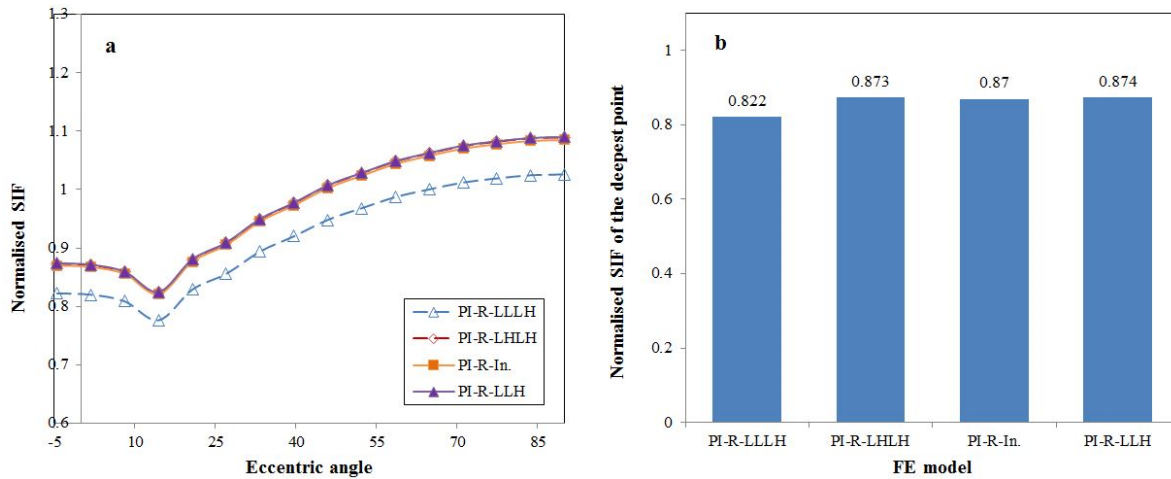 a
1.3
1.2
1.1
1
0.9
0.8
0.7
0.6
Normalised SIF
-5 10 25 40 55 70 85
Eccentric angle
PI-R-LLLH
PI-R-LHLH
PI-R-In.
PI-R-LLH
b
1
0.8
0.6
0.4
0.2
0
Normalised SIF of the deepest point
0.822 0.873 0.87 0.874
PI-R-LLLH PI-R-LHLH PI-R-In. PI-R-LLH
FE model